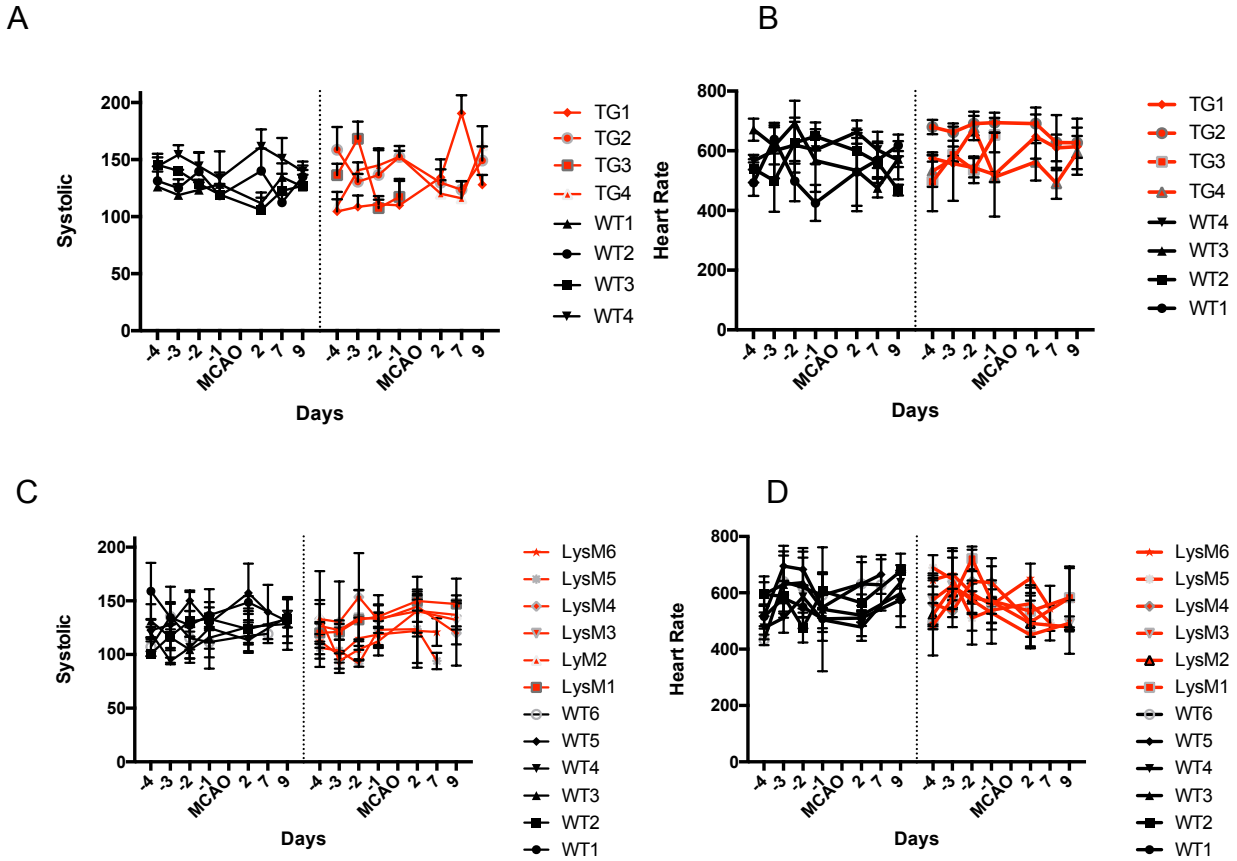 A
Systolic
200
150
100
50
0
-4 -3 -2 -1 MCAO 2 7 9 -4 -3 -2 -1 MCAO 2 7 9
Days
TG1
TG2
TG3
TG4
WT1
WT2
WT3
WT4
B
Heart Rate
800
600
400
200
0
-4 -3 -2 -1 MCAO 2 7 9 -4 -3 -2 -1 MCAO 2 7 9
Days
TG1
TG2
TG3
TG4
WT4
WT3
WT2
WT1
C
Systolic
200
150
100
50
0
-4 -3 -2 -1 MCAO 2 7 9 -4 -3 -2 -1 MCAO 2 7 9
Days
LysM6
LysM5
LysM4
LysM3
LyM2
LysM1
WT6
WT5
WT4
WT3
WT2
WT1
D
Heart Rate
800
600
400
200
0
-4 -3 -2 -1 MCAO 2 7 9 -4 -3 -2 -1 MCAO 2 7 9
Days
LysM6
LysM5
LysM4
LysM3
LysM2
LysM1
WT6
WT5
WT4
WT3
WT2
WT1